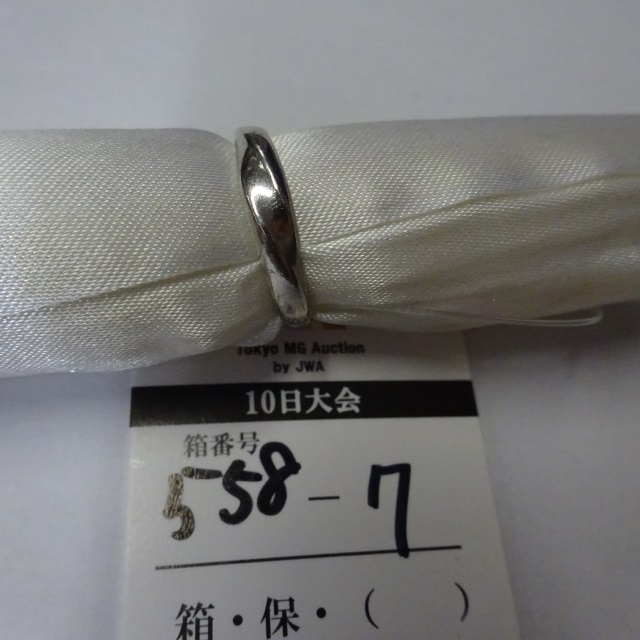 Tokyo MG Auction
by JWA
10日大会
箱番号
558-7
箱・保・（　　）